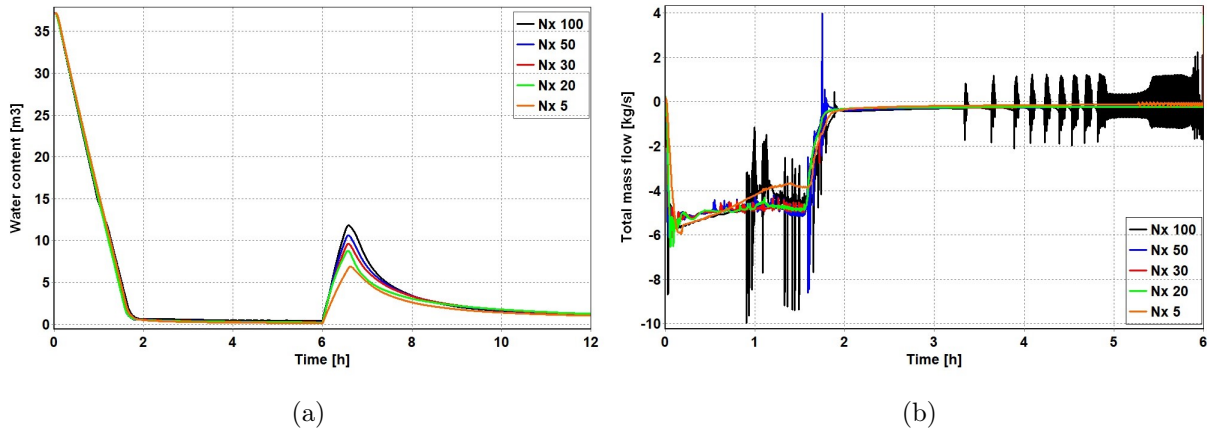 Water content [m3]
35
30
25
20
15
10
5
0
0 2 4 6 8 10 12
Time [h]
Nx 100
Nx 50
Nx 30
Nx 20
Nx 5
(a)
Total mass flow [kg/s]
4
2
0
-2
-4
-6
-8
-10
0 1 2 3 4 5 6
Time [h]
Nx 100
Nx 50
Nx 30
Nx 20
Nx 5
(b)